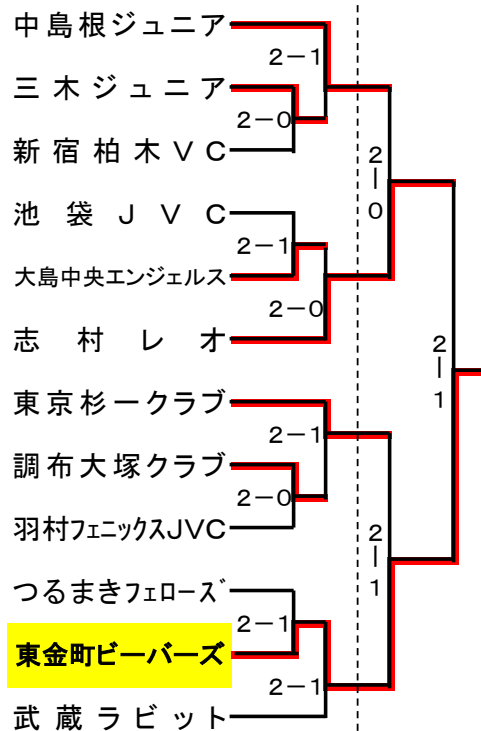 中島根ジュニア
2－1
三木ジュニア
2－0
新宿柏木ＶＣ
2－0
池袋ＪＶＣ
2－1
大島中央エンジェルス
2－0
志村レオ
2－1
東京杉一クラブ
2－1
調布大塚クラブ
2－0
羽村フェニックスJVC
2－1
つるまきフェローズ
2－1
東金町ビーバーズ
2－1
武蔵ラビット